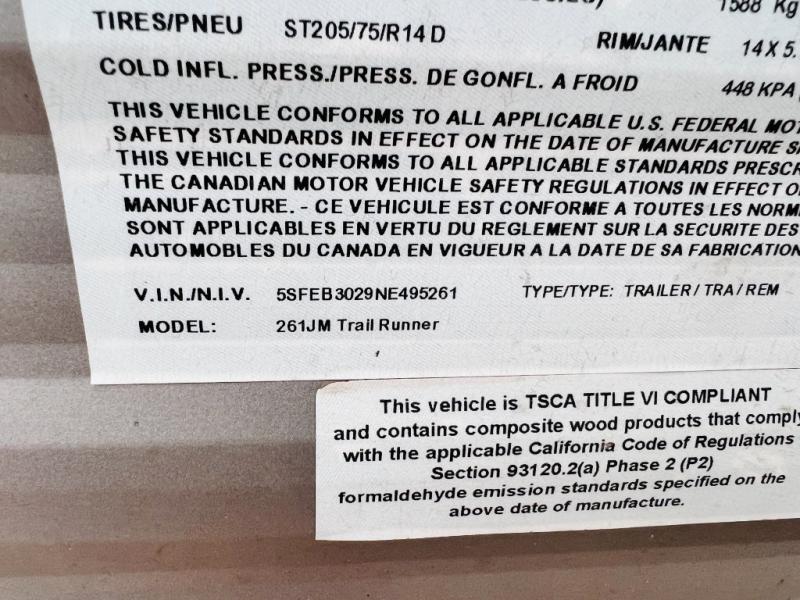 1588 Kg
TIRES/PNEU ST205/75/R14 D RIM/JANTE 14 X 5.
COLD INFL. PRESS./PRESS. DE GONFL. A FROID 448 KPA
THIS VEHICLE CONFORMS TO ALL APPLICABLE U.S. FEDERAL MOT
SAFETY STANDARDS IN EFFECT ON THE DATE OF MANUFACTURE S
THIS VEHICLE CONFORMS TO ALL APPLICABLE STANDARDS PRESCR
THE CANADIAN MOTOR VEHICLE SAFETY REGULATIONS IN EFFECT O
MANUFACTURE. - CE VEHICULE EST CONFORME A TOUTES LES NORM
SONT APPLICABLES EN VERTU DU REGLEMENT SUR LA SECURITE DES
AUTOMOBILES DU CANADA EN VIGUEUR A LA DATE DE SA FABRICATION
V.I.N./N.I.V. 5SFEB3029NE495261 TYPE/TYPE: TRAILER / TRA / REM
MODEL: 261JM Trail Runner
This vehicle is TSCA TITLE VI COMPLIANT
and contains composite wood products that comply
with the applicable California Code of Regulations
Section 93120.2(a) Phase 2 (P2)
formaldehyde emission standards specified on the
above date of manufacture.